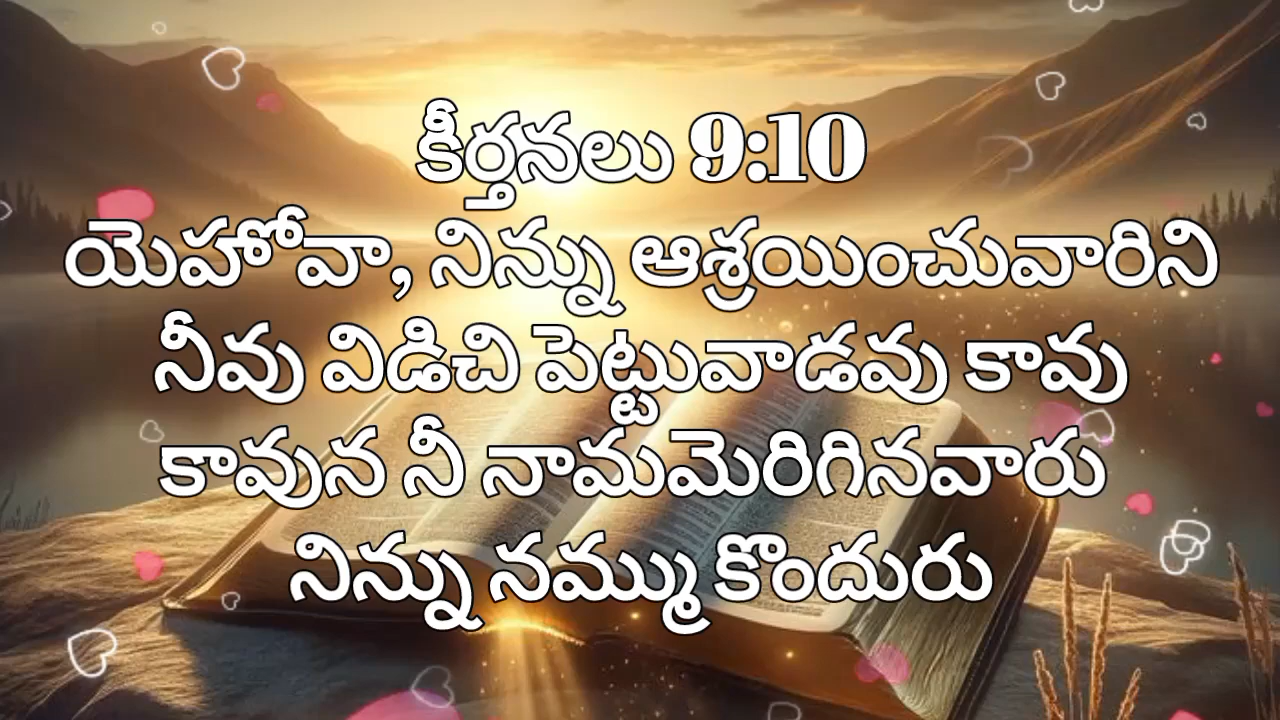 కీర్తనలు 9:10
యెహోవా, నిన్ను ఆశ్రయించువారిని
నీవు విడిచి పెట్టువాడవు కావు
కావున నీ నామమెరిగినవారు
నిన్ను నమ్ము కొందురు